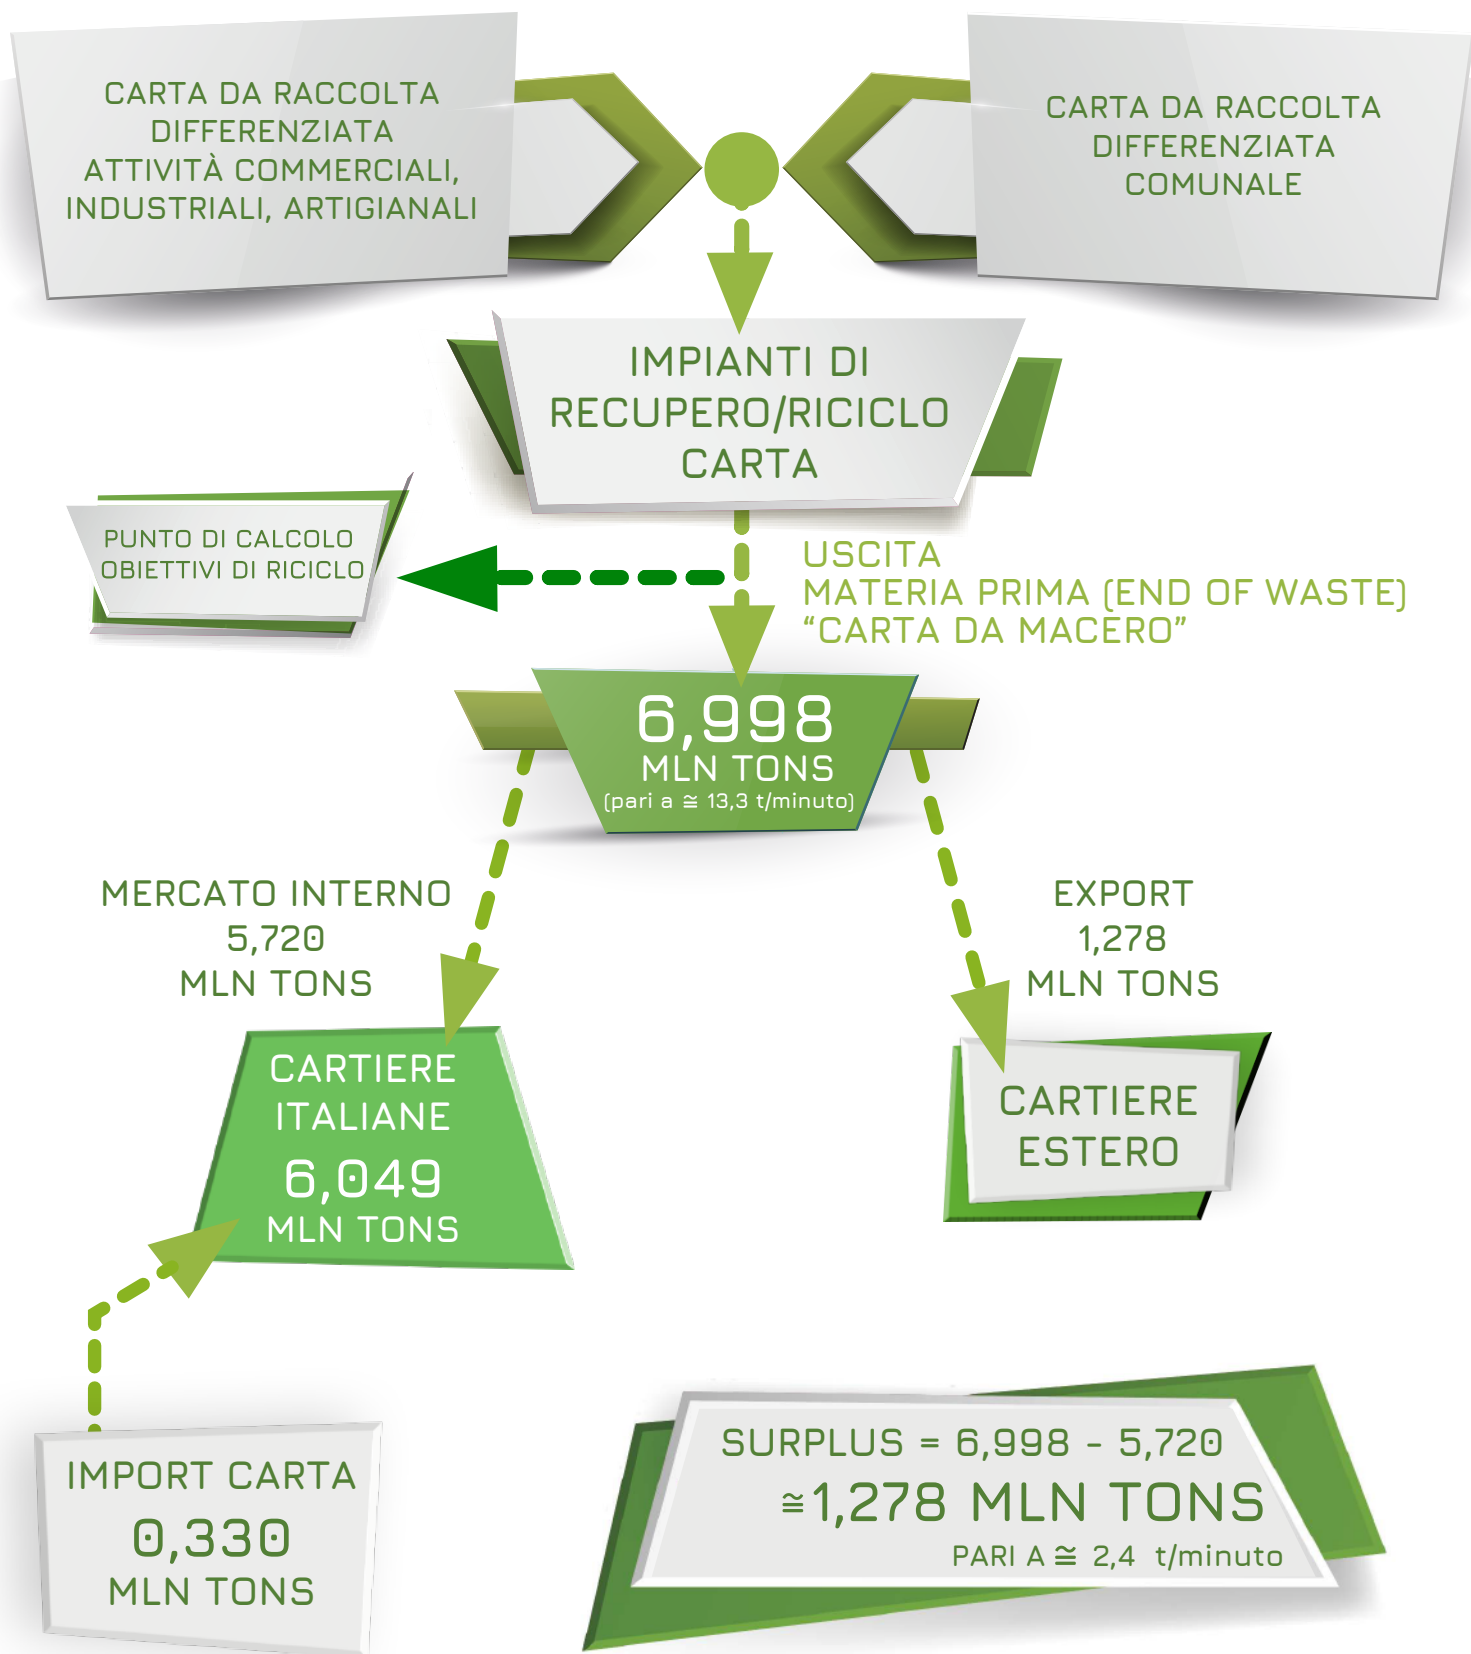 CARTA DA RACCOLTA
DIFFERENZIATA
ATTIVITÀ COMMERCIALI,
INDUSTRIALI, ARTIGIANALI
CARTA DA RACCOLTA
DIFFERENZIATA
COMUNALE
IMPIANTI DI
RECUPERO/RICICLO
CARTA
PUNTO DI CALCOLO
OBIETTIVI DI RICICLO
USCITA
MATERIA PRIMA (END OF WASTE)
“CARTA DA MACERO”
6,998
MLN TONS
(pari a ≅ 13,3 t/minuto)
MERCATO INTERNO
5,720
MLN TONS
EXPORT
1,278
MLN TONS
CARTIERE
ITALIANE
6,049
MLN TONS
CARTIERE
ESTERO
IMPORT CARTA
0,330
MLN TONS
SURPLUS = 6,998 - 5,720
≅1,278 MLN TONS
PARI A ≅ 2,4 t/minuto